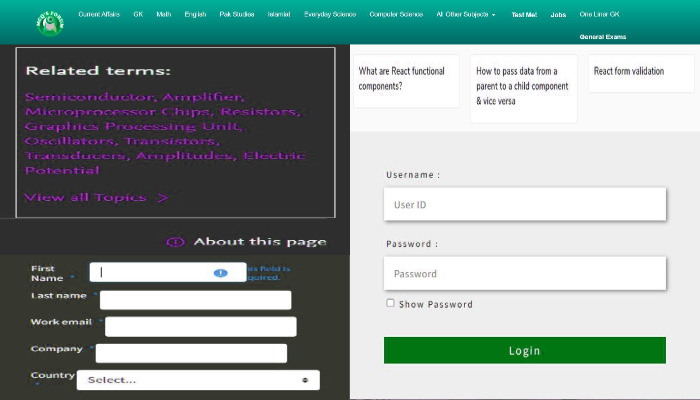 MCQ'S FORUM
Current Affairs GK Math English Pak Studies Islamiat Everyday Science Computer Science All Other Subjects Test Me! Jobs One Liner GK
General Exams
Related terms:
Semiconductor, Amplifier,
Microprocessor Chips, Resistors,
Graphics Processing Unit,
Oscillators, Transistors,
Transducers, Amplitudes, Electric
Potential
View all Topics >
About this page
First
Name *
field is
Last name *
Work email *
Company *
Country
*
Select...
What are React functional
components?
How to pass data from a
parent to a child component
& vice versa
React form validation
Username :
User ID
Password :
Password
Show Password
Login